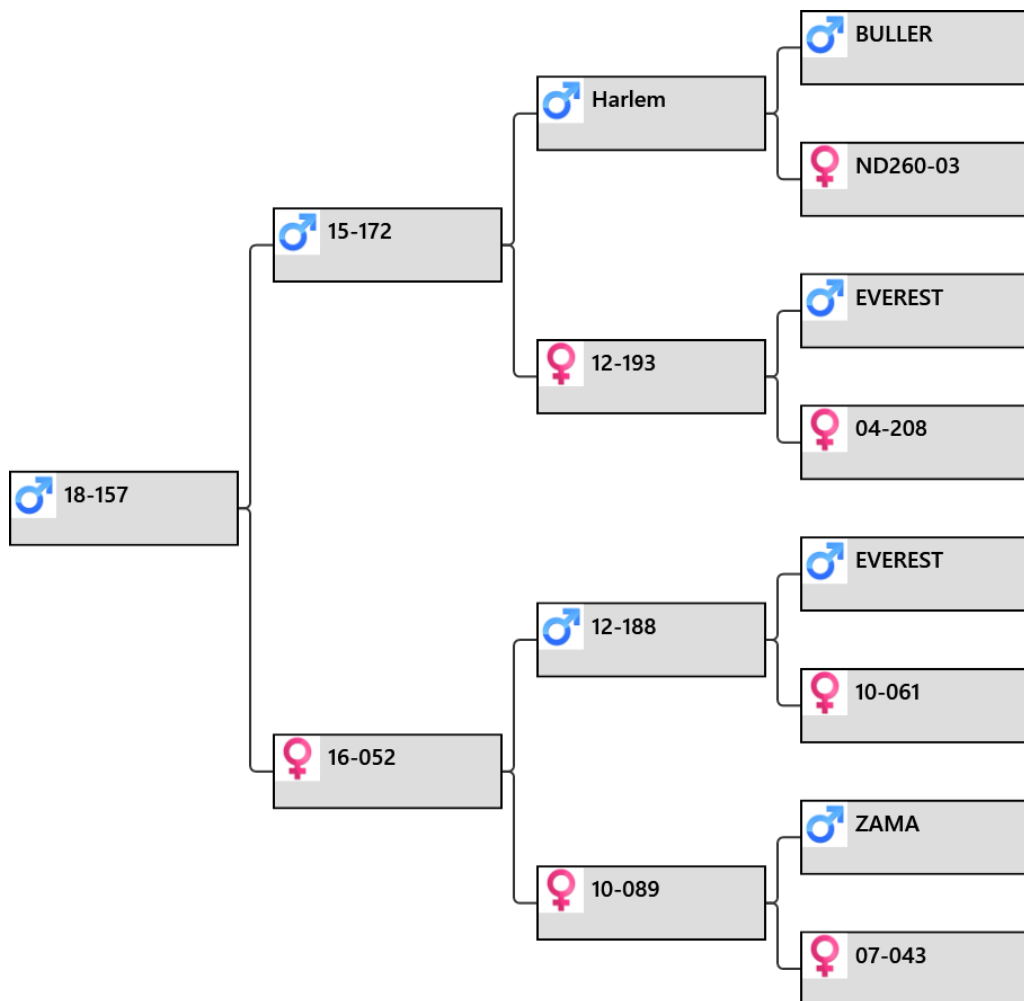 BULLER
Harlem
ND260-03
15-172
EVEREST
12-193
04-208
18-157
EVEREST
12-188
10-061
16-052
ZAMA
10-089
07-043